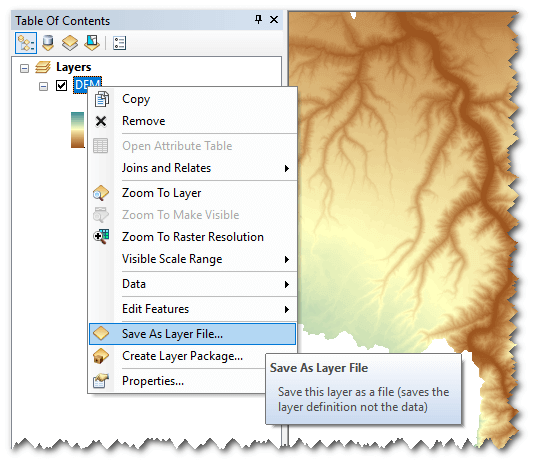 Table Of Contents
Layers
DEM
Copy
Remove
Open Attribute Table
Joins and Relates
Zoom To Layer
Zoom To Make Visible
Zoom To Raster Resolution
Visible Scale Range
Data
Edit Features
Save As Layer File...
Create Layer Package...
Properties...
Save As Layer File
Save this layer as a file (saves the
layer definition not the data)